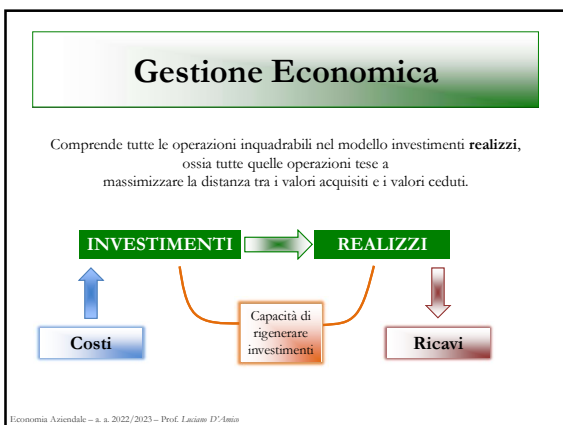 Gestione Economica
Comprende tutte le operazioni inquadrabili nel modello investimenti realizzi,
ossia tutte quelle operazioni tese a
massimizzare la distanza tra i valori acquisiti e i valori ceduti.
INVESTIMENTI
REALIZZI
Capacità di
rigenerare
investimenti
Costi
Ricavi
Economia Aziendale – a. a. 2022/2023 – Prof. Luciano D'Amico